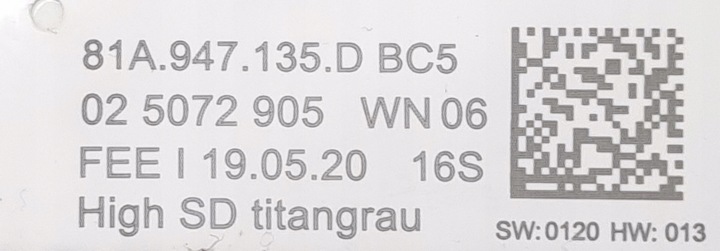 81A.947.135.D BC5
02 5072 905 WN 06
FEE I 19.05.20 16S
High SD titangrau
SW:0120 HW: 013